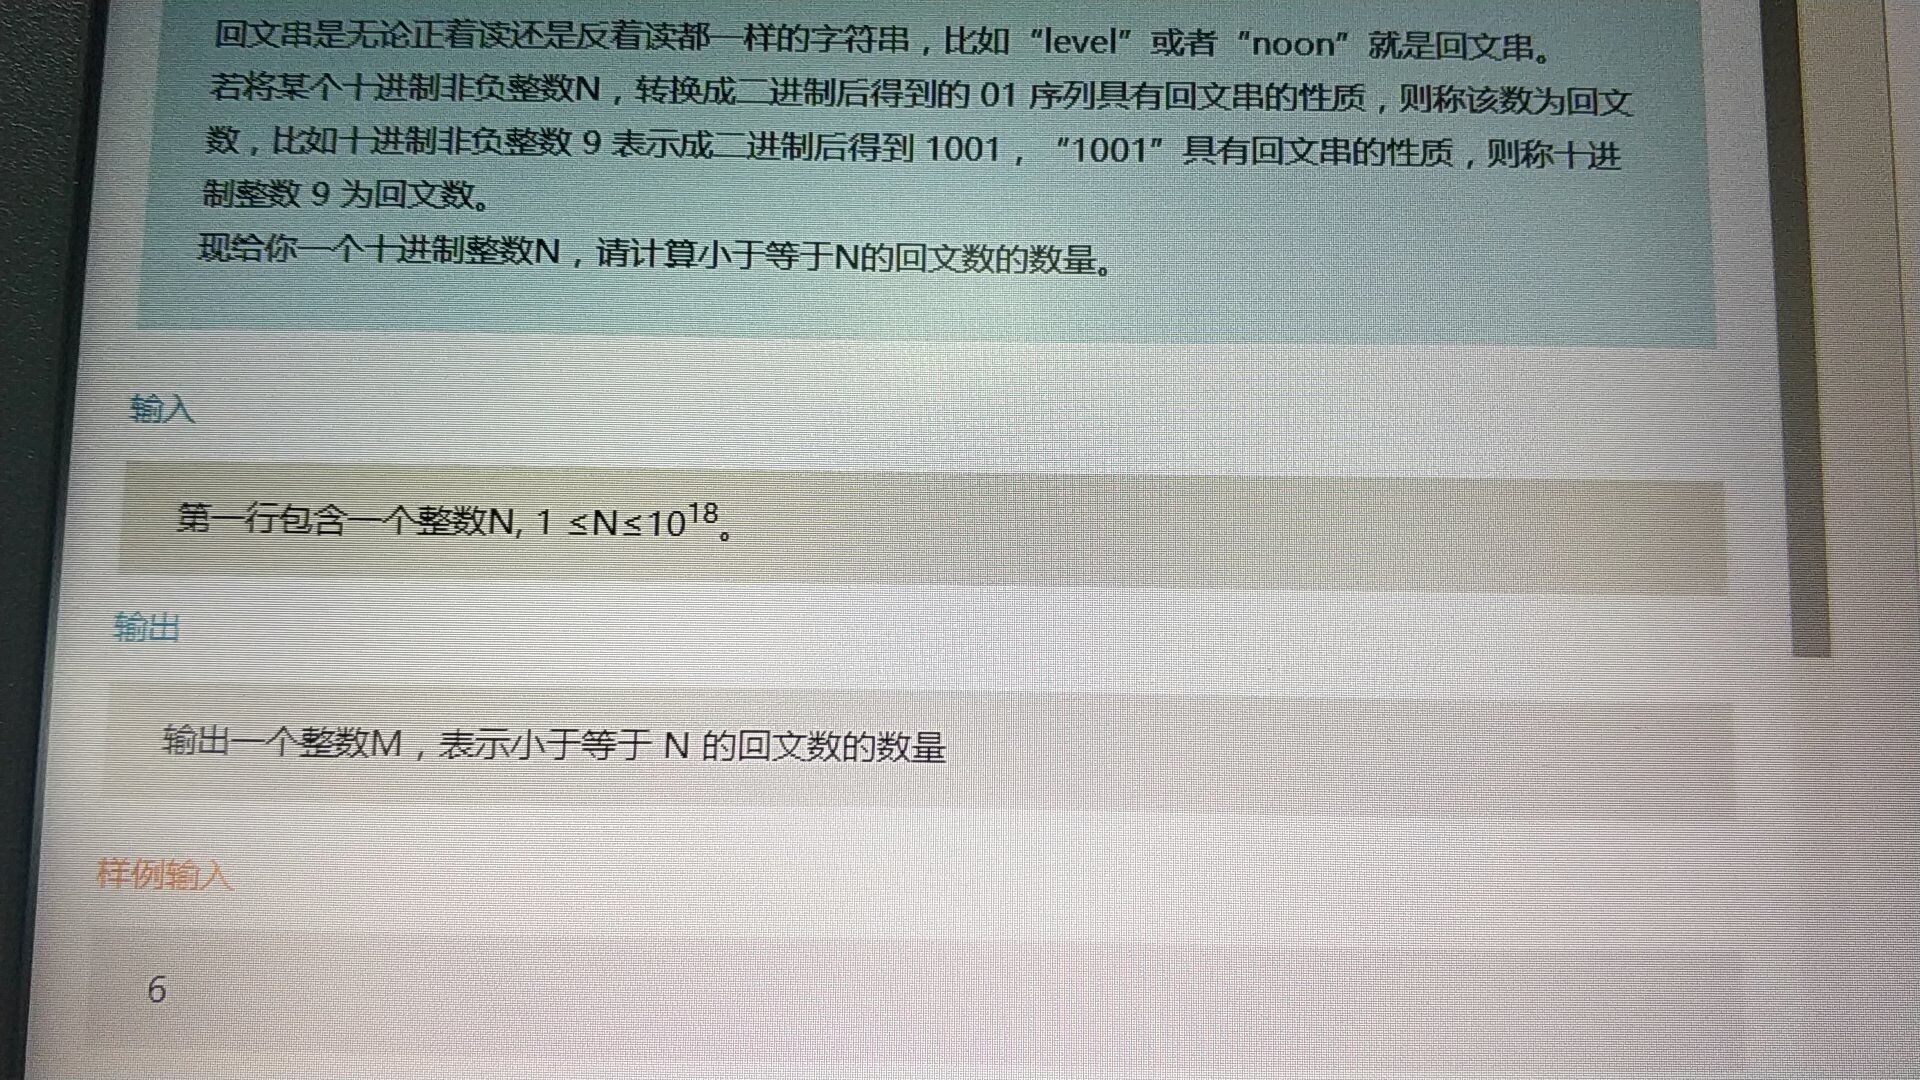 回文串是无论正着读还是反着读都一样的字符串，比如“level”或者“noon”就是回文串。
若将某个十进制非负整数N，转换成二进制后得到的 01 序列具有回文串的性质，则称该数为回文
数，比如十进制非负整数 9 表示成二进制后得到 1001，“1001”具有回文串的性质，则称十进
制整数 9 为回文数。
现给你一个十进制整数N，请计算小于等于N的回文数的数量。
输入
第一行包含一个整数N, 1 ≤N≤10¹⁸。
输出
输出一个整数M，表示小于等于 N 的回文数的数量
样例输入
6